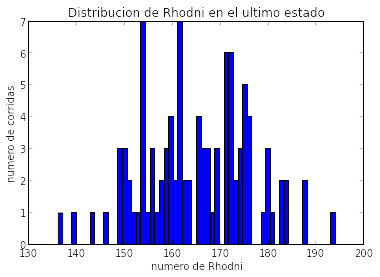 Distribucion de Rhodni en el ultimo estado
7
6
5
4
3
2
1
0
numero de corridas
130 140 150 160 170 180 190 200
numero de Rhodni